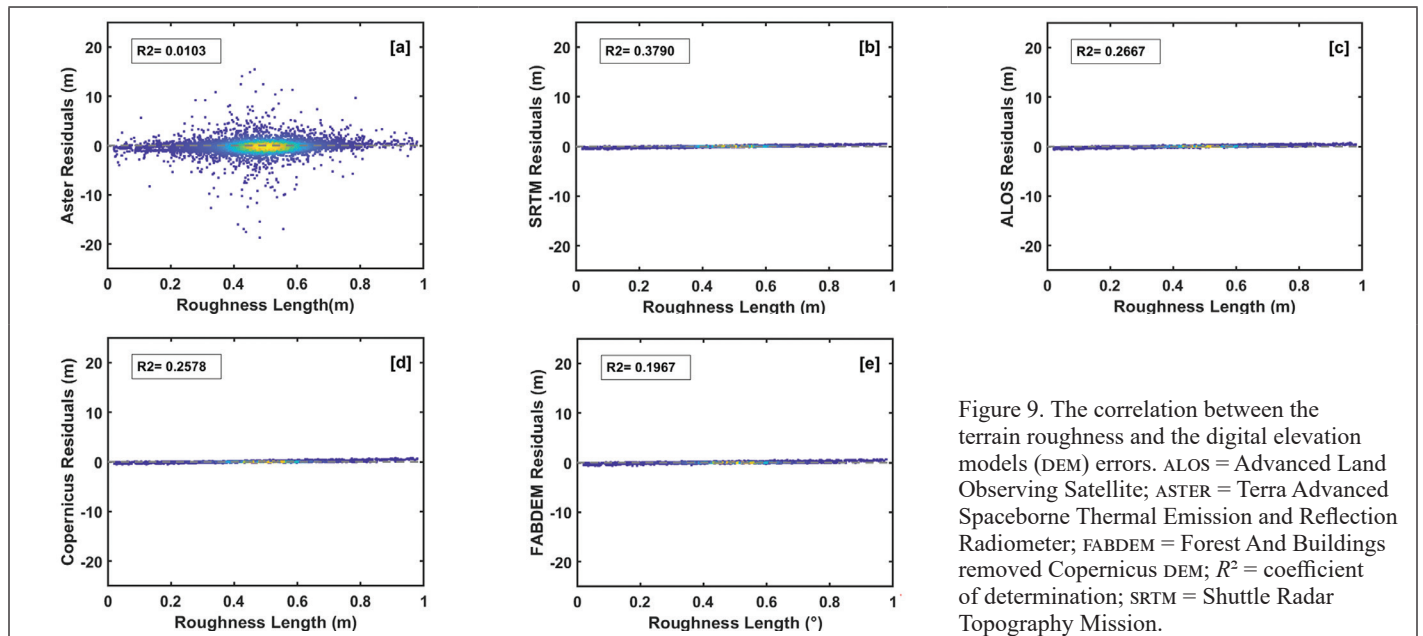 R2= 0.0103
[a]
20
10
0
-10
-20
Aster Residuals (m)
0 0.2 0.4 0.6 0.8 1
Roughness Length(m)
R2= 0.3790
[b]
20
10
0
-10
-20
SRTM Residuals (m)
0 0.2 0.4 0.6 0.8 1
Roughness Length (m)
R2= 0.2667
[c]
20
10
0
-10
-20
ALOS Residuals (m)
0 0.2 0.4 0.6 0.8 1
Roughness Length (m)
R2= 0.2578
[d]
20
10
0
-10
-20
Copernicus Residuals (m)
0 0.2 0.4 0.6 0.8 1
Roughness Length (m)
R2= 0.1967
[e]
20
10
0
-10
-20
FABDEM Residuals (m)
0 0.2 0.4 0.6 0.8 1
Roughness Length (°)
Figure 9. The correlation between the
terrain roughness and the digital elevation
models (DEM) errors. ALOS = Advanced Land
Observing Satellite; ASTER = Terra Advanced
Spaceborne Thermal Emission and Reflection
Radiometer; FABDEM = Forest And Buildings
removed Copernicus DEM; R² = coefficient
of determination; SRTM = Shuttle Radar
Topography Mission.